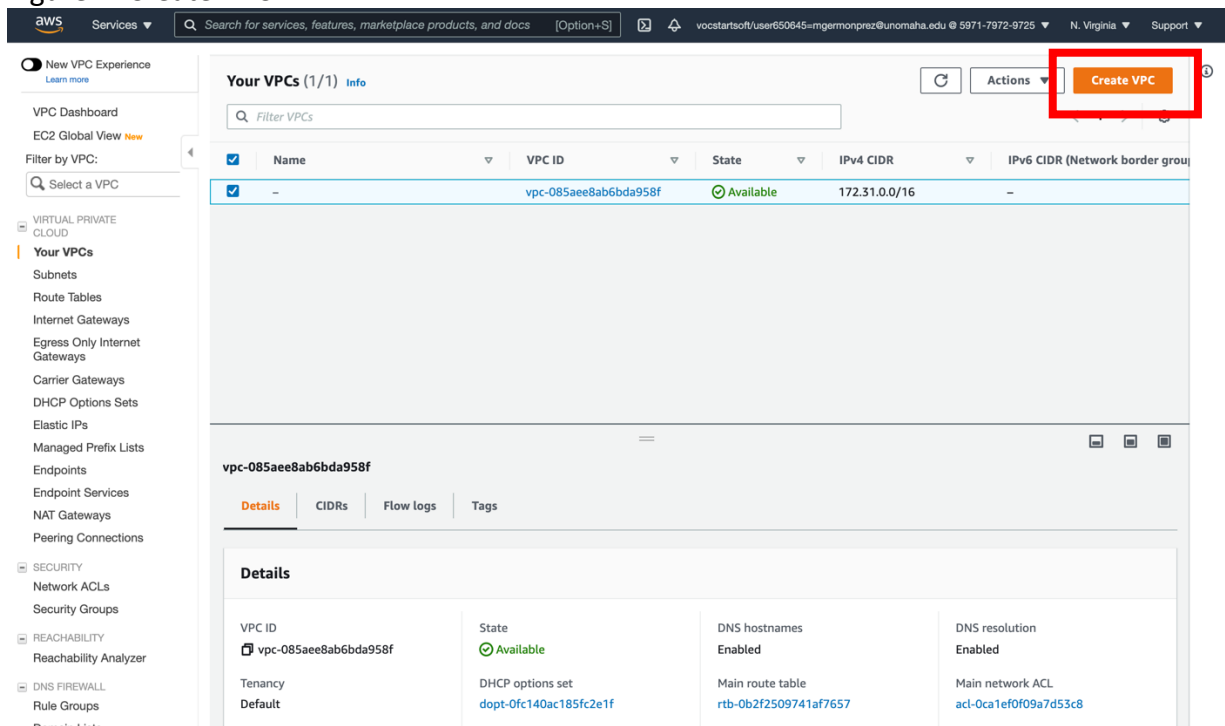 aws Services ▼ Search for services, features, marketplace products, and docs [Option+S] vocstartsoft/user650645=mgermonprez@unomaha.edu @ 5971-7972-9725 ▼ N. Virginia ▼ Support ▼
New VPC Experience
Learn more
VPC Dashboard
EC2 Global View New
Filter by VPC:
Select a VPC
VIRTUAL PRIVATE
CLOUD
Your VPCs
Subnets
Route Tables
Internet Gateways
Egress Only Internet
Gateways
Carrier Gateways
DHCP Options Sets
Elastic IPs
Managed Prefix Lists
Endpoints
Endpoint Services
NAT Gateways
Peering Connections
SECURITY
Network ACLs
Security Groups
REACHABILITY
Reachability Analyzer
DNS FIREWALL
Rule Groups
Your VPCs (1/1) Info
Actions ▼ Create VPC
Filter VPCs
Name VPC ID State IPv4 CIDR IPv6 CIDR (Network border grou
– vpc-085aee8ab6bda958f Available 172.31.0.0/16 –
vpc-085aee8ab6bda958f
Details CIDRs Flow logs Tags
Details
VPC ID State DNS hostnames DNS resolution
vpc-085aee8ab6bda958f Available Enabled Enabled
Tenancy DHCP options set Main route table Main network ACL
Default dopt-0fc140ac185fc2e1f rtb-0b2f2509741af7657 acl-0ca1ef0f09a7d53c8